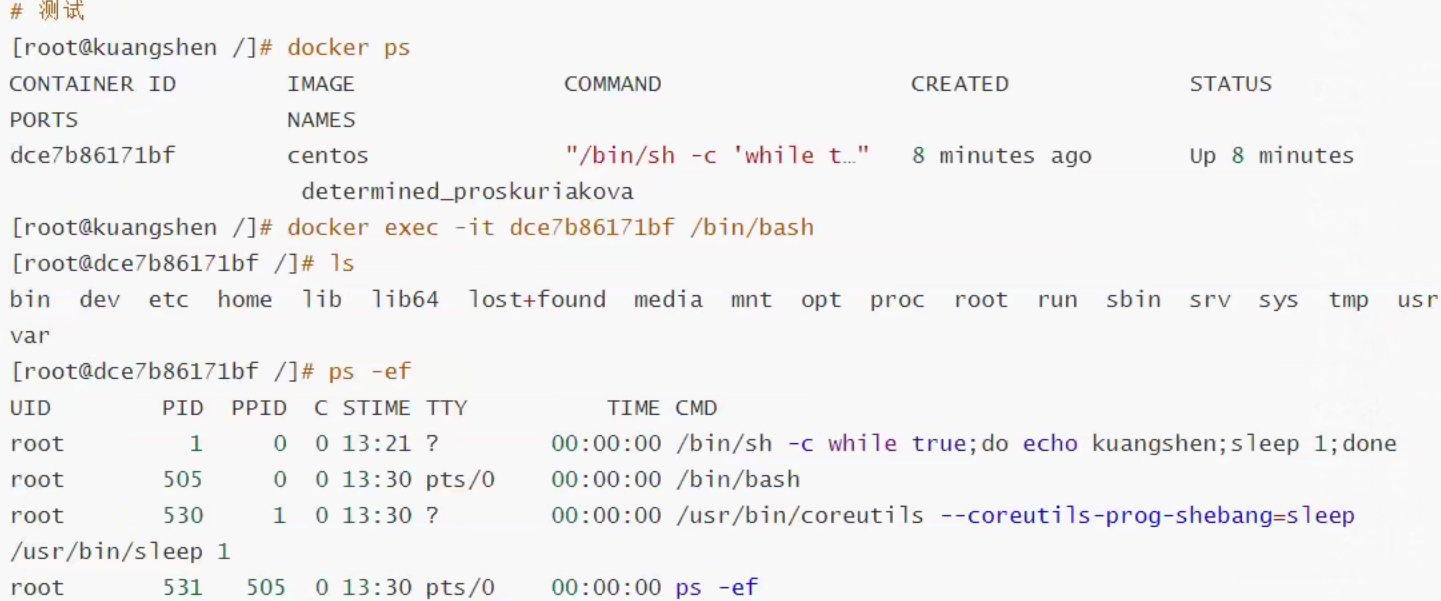 # 测试
[root@kuangshen /]# docker ps
CONTAINER ID IMAGE COMMAND CREATED STATUS
PORTS NAMES
dce7b86171bf centos "/bin/sh -c 'while t…" 8 minutes ago Up 8 minutes
determined_proskuriakova
[root@kuangshen /]# docker exec -it dce7b86171bf /bin/bash
[root@dce7b86171bf /]# ls
bin dev etc home lib lib64 lost+found media mnt opt proc root run sbin srv sys tmp usr
var
[root@dce7b86171bf /]# ps -ef
UID PID PPID C STIME TTY TIME CMD
root 1 0 0 13:21 ? 00:00:00 /bin/sh -c while true;do echo kuangshen;sleep 1;done
root 505 0 0 13:30 pts/0 00:00:00 /bin/bash
root 530 1 0 13:30 ? 00:00:00 /usr/bin/coreutils --coreutils-prog-shebang=sleep
/usr/bin/sleep 1
root 531 505 0 13:30 pts/0 00:00:00 ps -ef